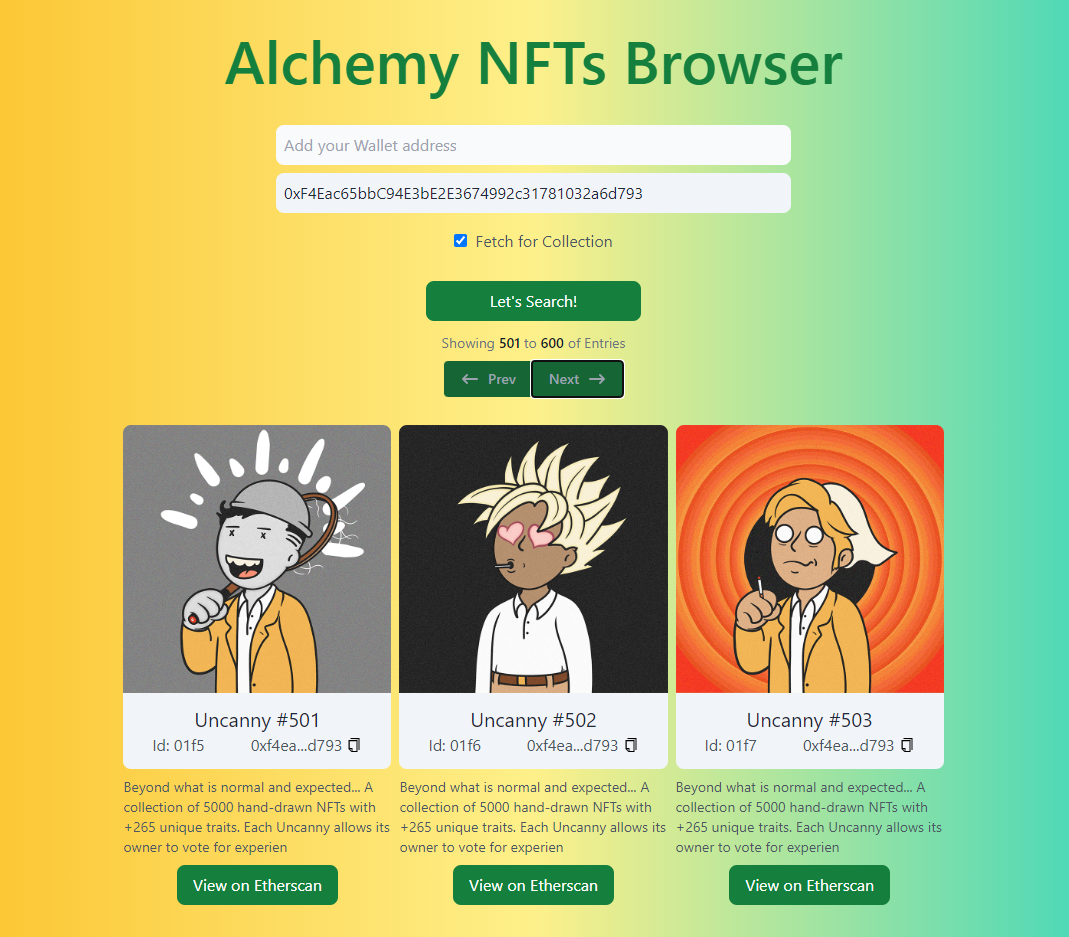 Alchemy NFTs Browser
Add your Wallet address
0xF4Eac65bbC94E3bE2E3674992c31781032a6d793
Fetch for Collection
Let's Search!
Showing 501 to 600 of Entries
Prev Next
Uncanny #501
Id: 01f5 0xf4ea...d793
Beyond what is normal and expected... A
collection of 5000 hand-drawn NFTs with
+265 unique traits. Each Uncanny allows its
owner to vote for experien
View on Etherscan
Uncanny #502
Id: 01f6 0xf4ea...d793
Beyond what is normal and expected... A
collection of 5000 hand-drawn NFTs with
+265 unique traits. Each Uncanny allows its
owner to vote for experien
View on Etherscan
Uncanny #503
Id: 01f7 0xf4ea...d793
Beyond what is normal and expected... A
collection of 5000 hand-drawn NFTs with
+265 unique traits. Each Uncanny allows its
owner to vote for experien
View on Etherscan